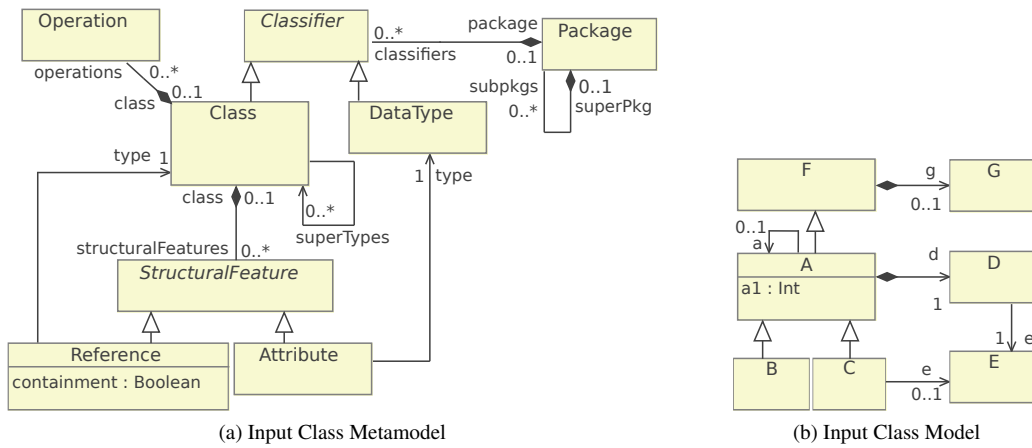 Operation
Classifier
Package
package
0..*
classifiers
0..1
operations
0..*
0..1
class
subpkgs
0..1
0..*
superPkg
Class
DataType
type
1
1
type
class
0..1
0..*
superTypes
structuralFeatures
0..*
StructuralFeature
Reference
containment : Boolean
Attribute
(a) Input Class Metamodel
F
g
G
0..1
0..1
a
A
a1 : Int
d
D
1
1
e
B
C
e
0..1
E
(b) Input Class Model